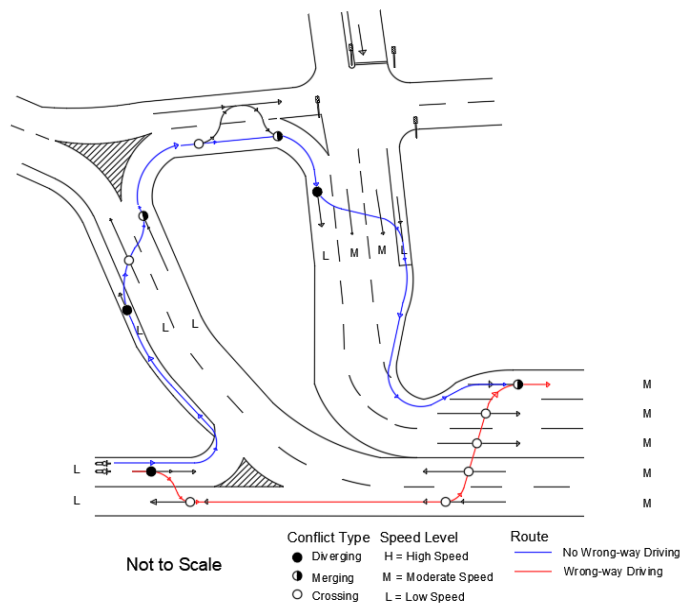 L M M L
L L L
M
M
M
L M
L M
Not to Scale
Conflict Type Speed Level Route
Diverging H = High Speed No Wrong-way Driving
Merging M = Moderate Speed Wrong-way Driving
Crossing L = Low Speed